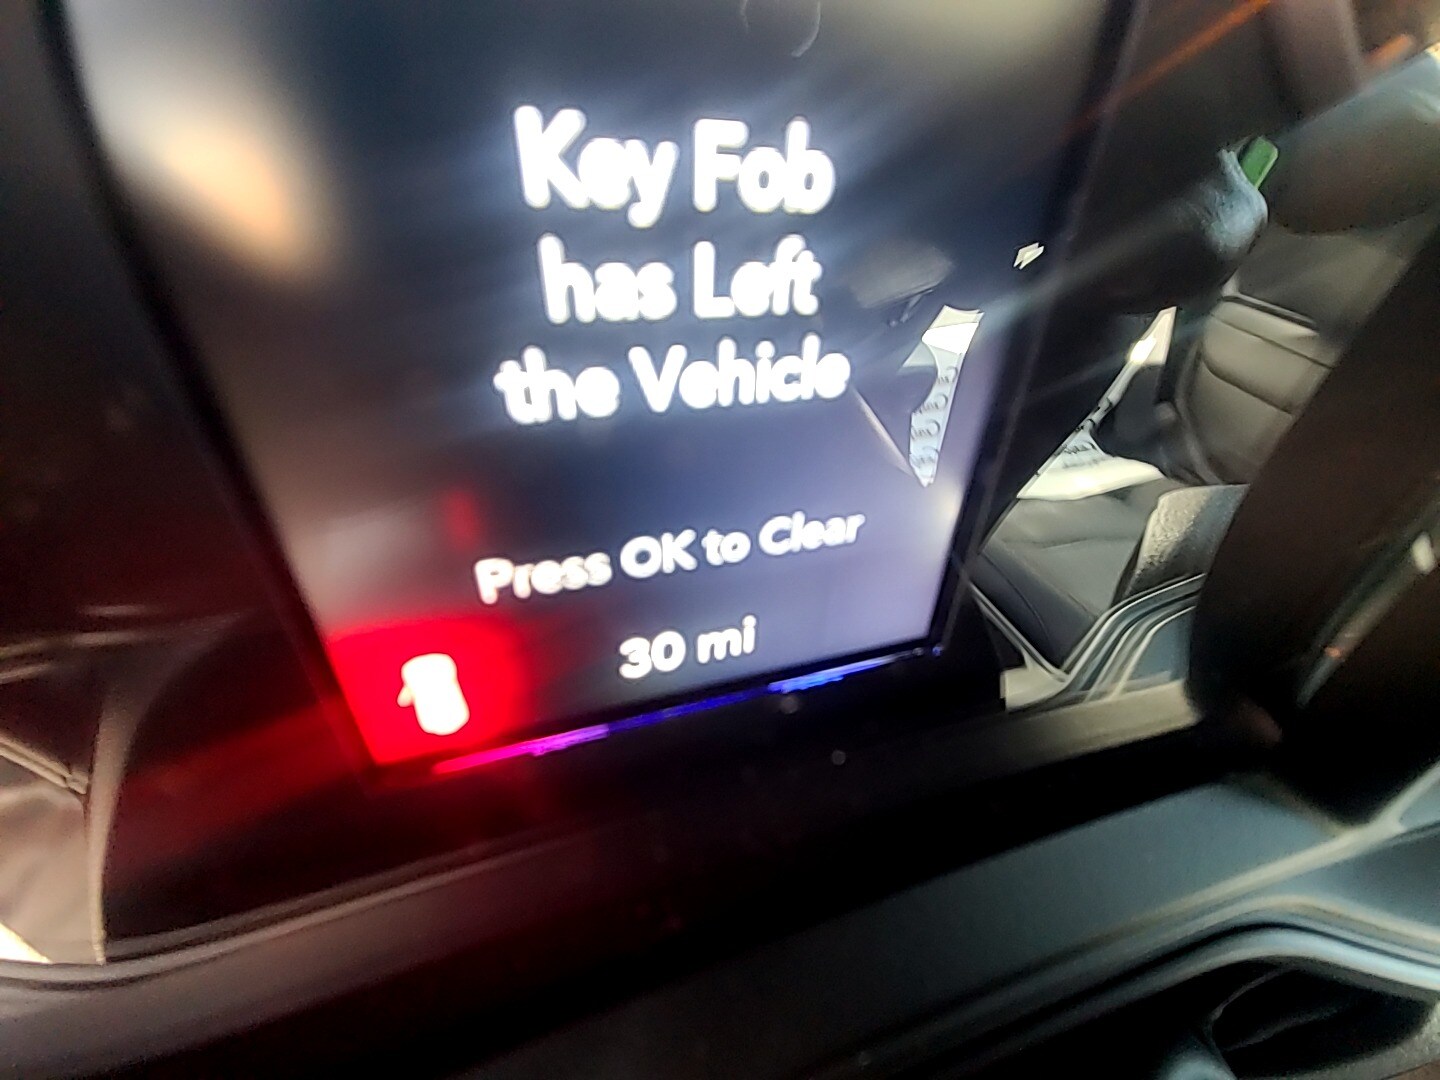 Key Fob
has Left
the Vehicle
Press OK to Clear
30 mi